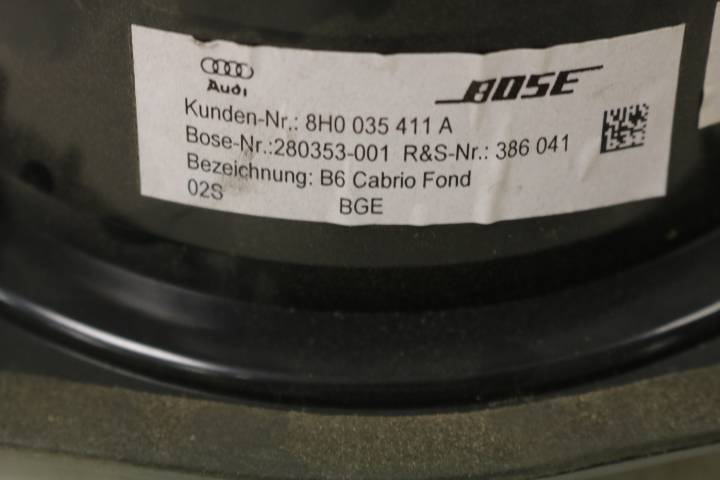 Audi
BOSE
Kunden-Nr.: 8H0 035 411 A
Bose-Nr.:280353-001 R&S-Nr.: 386 041
Bezeichnung: B6 Cabrio Fond
02S BGE